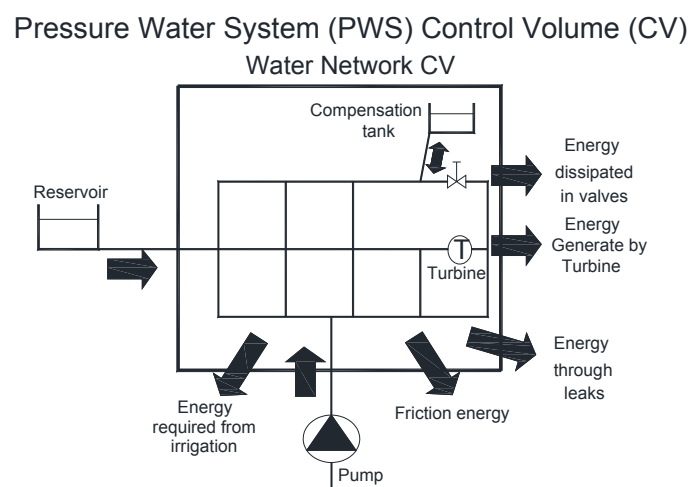 Pressure Water System (PWS) Control Volume (CV)
Water Network CV
Compensation
tank
Energy
dissipated
in valves
Reservoir
Energy
Generate by
Turbine
T
Turbine
Energy
through
leaks
Energy
required from
irrigation
Friction energy
Pump